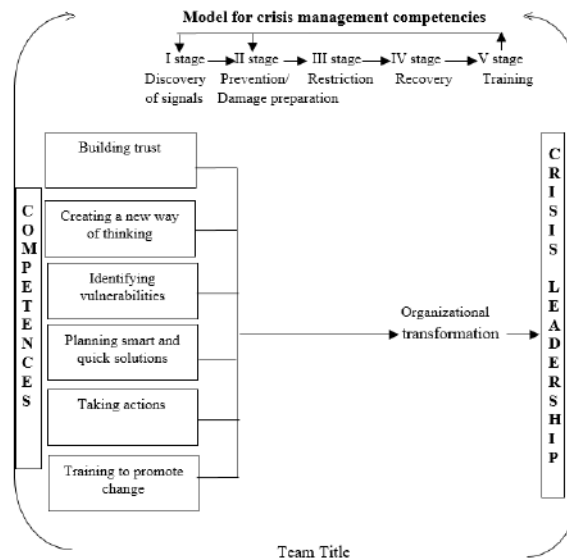 Model for crisis management competencies
I stage II stage III stage IV stage V stage
Discovery Prevention/ Restriction Recovery Training
of signals Damage preparation
Building trust
Creating a new way
of thinking
Identifying
vulnerabilities
Planning smart and
quick solutions
Taking actions
Training to promote
change
COMPETENCES
Organizational
transformation
CRISIS LEADERSHIP
Team Title